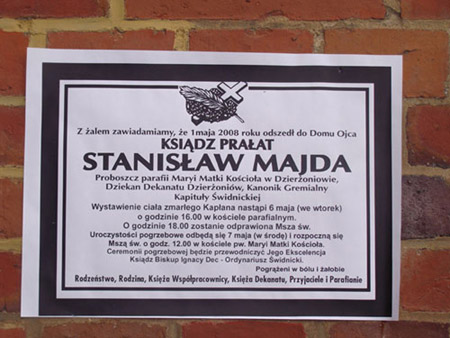 Z żalem zawiadamiamy, że 1maja 2008 roku odszedł do Domu Ojca
KSIĄDZ PRAŁAT
STANISŁAW MAJDA
Proboszcz parafii Maryi Matki Kościoła w Dzierżoniowie,
Dziekan Dekanatu Dzierżoniów, Kanonik Gremialny
Kapituły Świdnickiej
Wystawienie ciała zmarłego Kapłana nastąpi 6 maja (we wtorek)
o godzinie 16.00 w kościele parafialnym.
O godzinie 18.00 zostanie odprawiona Msza św.
Uroczystości pogrzebowe odbędą się 7 maja (w środę) i rozpoczną się
Mszą św. o godz. 12.00 w kościele pw. Maryi Matki Kościoła.
Ceremonii pogrzebowej będzie przewodniczyć Jego Ekscelencja
Ksiądz Biskup Ignacy Dec - Ordynariusz Świdnicki.
Pogrążeni w bólu i żałobie
Rodzeństwo, Rodzina, Księża Współpracownicy, Księża Dekanatu, Przyjaciele i Parafianie